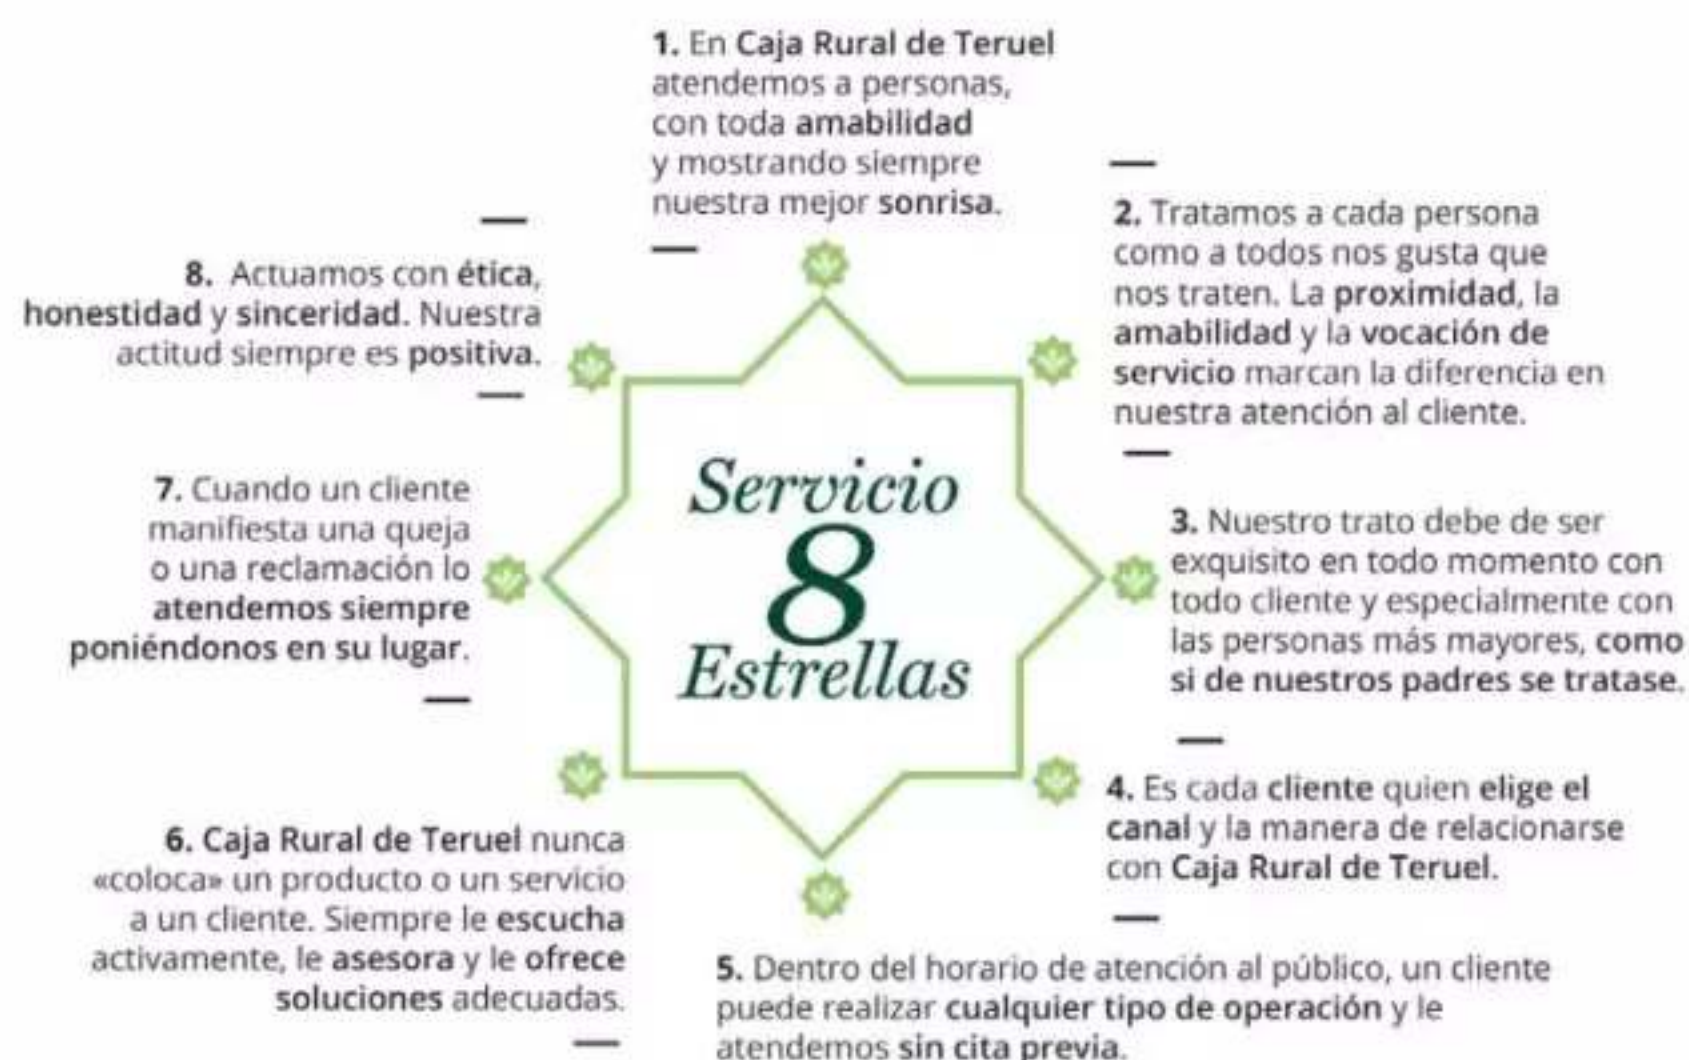 1. En Caja Rural de Teruel
atendemos a personas,
con toda amabilidad
y mostrando siempre
nuestra mejor sonrisa.
2. Tratamos a cada persona
como a todos nos gusta que
nos traten. La proximidad, la
amabilidad y la vocación de
servicio marcan la diferencia en
nuestra atención al cliente.
3. Nuestro trato debe de ser
exquisito en todo momento con
todo cliente y especialmente con
las personas más mayores, como
si de nuestros padres se tratase.
4. Es cada cliente quien elige el
canal y la manera de relacionarse
con Caja Rural de Teruel.
5. Dentro del horario de atención al público, un cliente
puede realizar cualquier tipo de operación y le
atendemos sin cita previa.
6. Caja Rural de Teruel nunca
«coloca» un producto o un servicio
a un cliente. Siempre le escucha
activamente, le asesora y le ofrece
soluciones adecuadas.
7. Cuando un cliente
manifiesta una queja
o una reclamación lo
atendemos siempre
poniéndonos en su lugar.
8. Actuamos con ética,
honestidad y sinceridad. Nuestra
actitud siempre es positiva.
Servicio
8
Estrellas